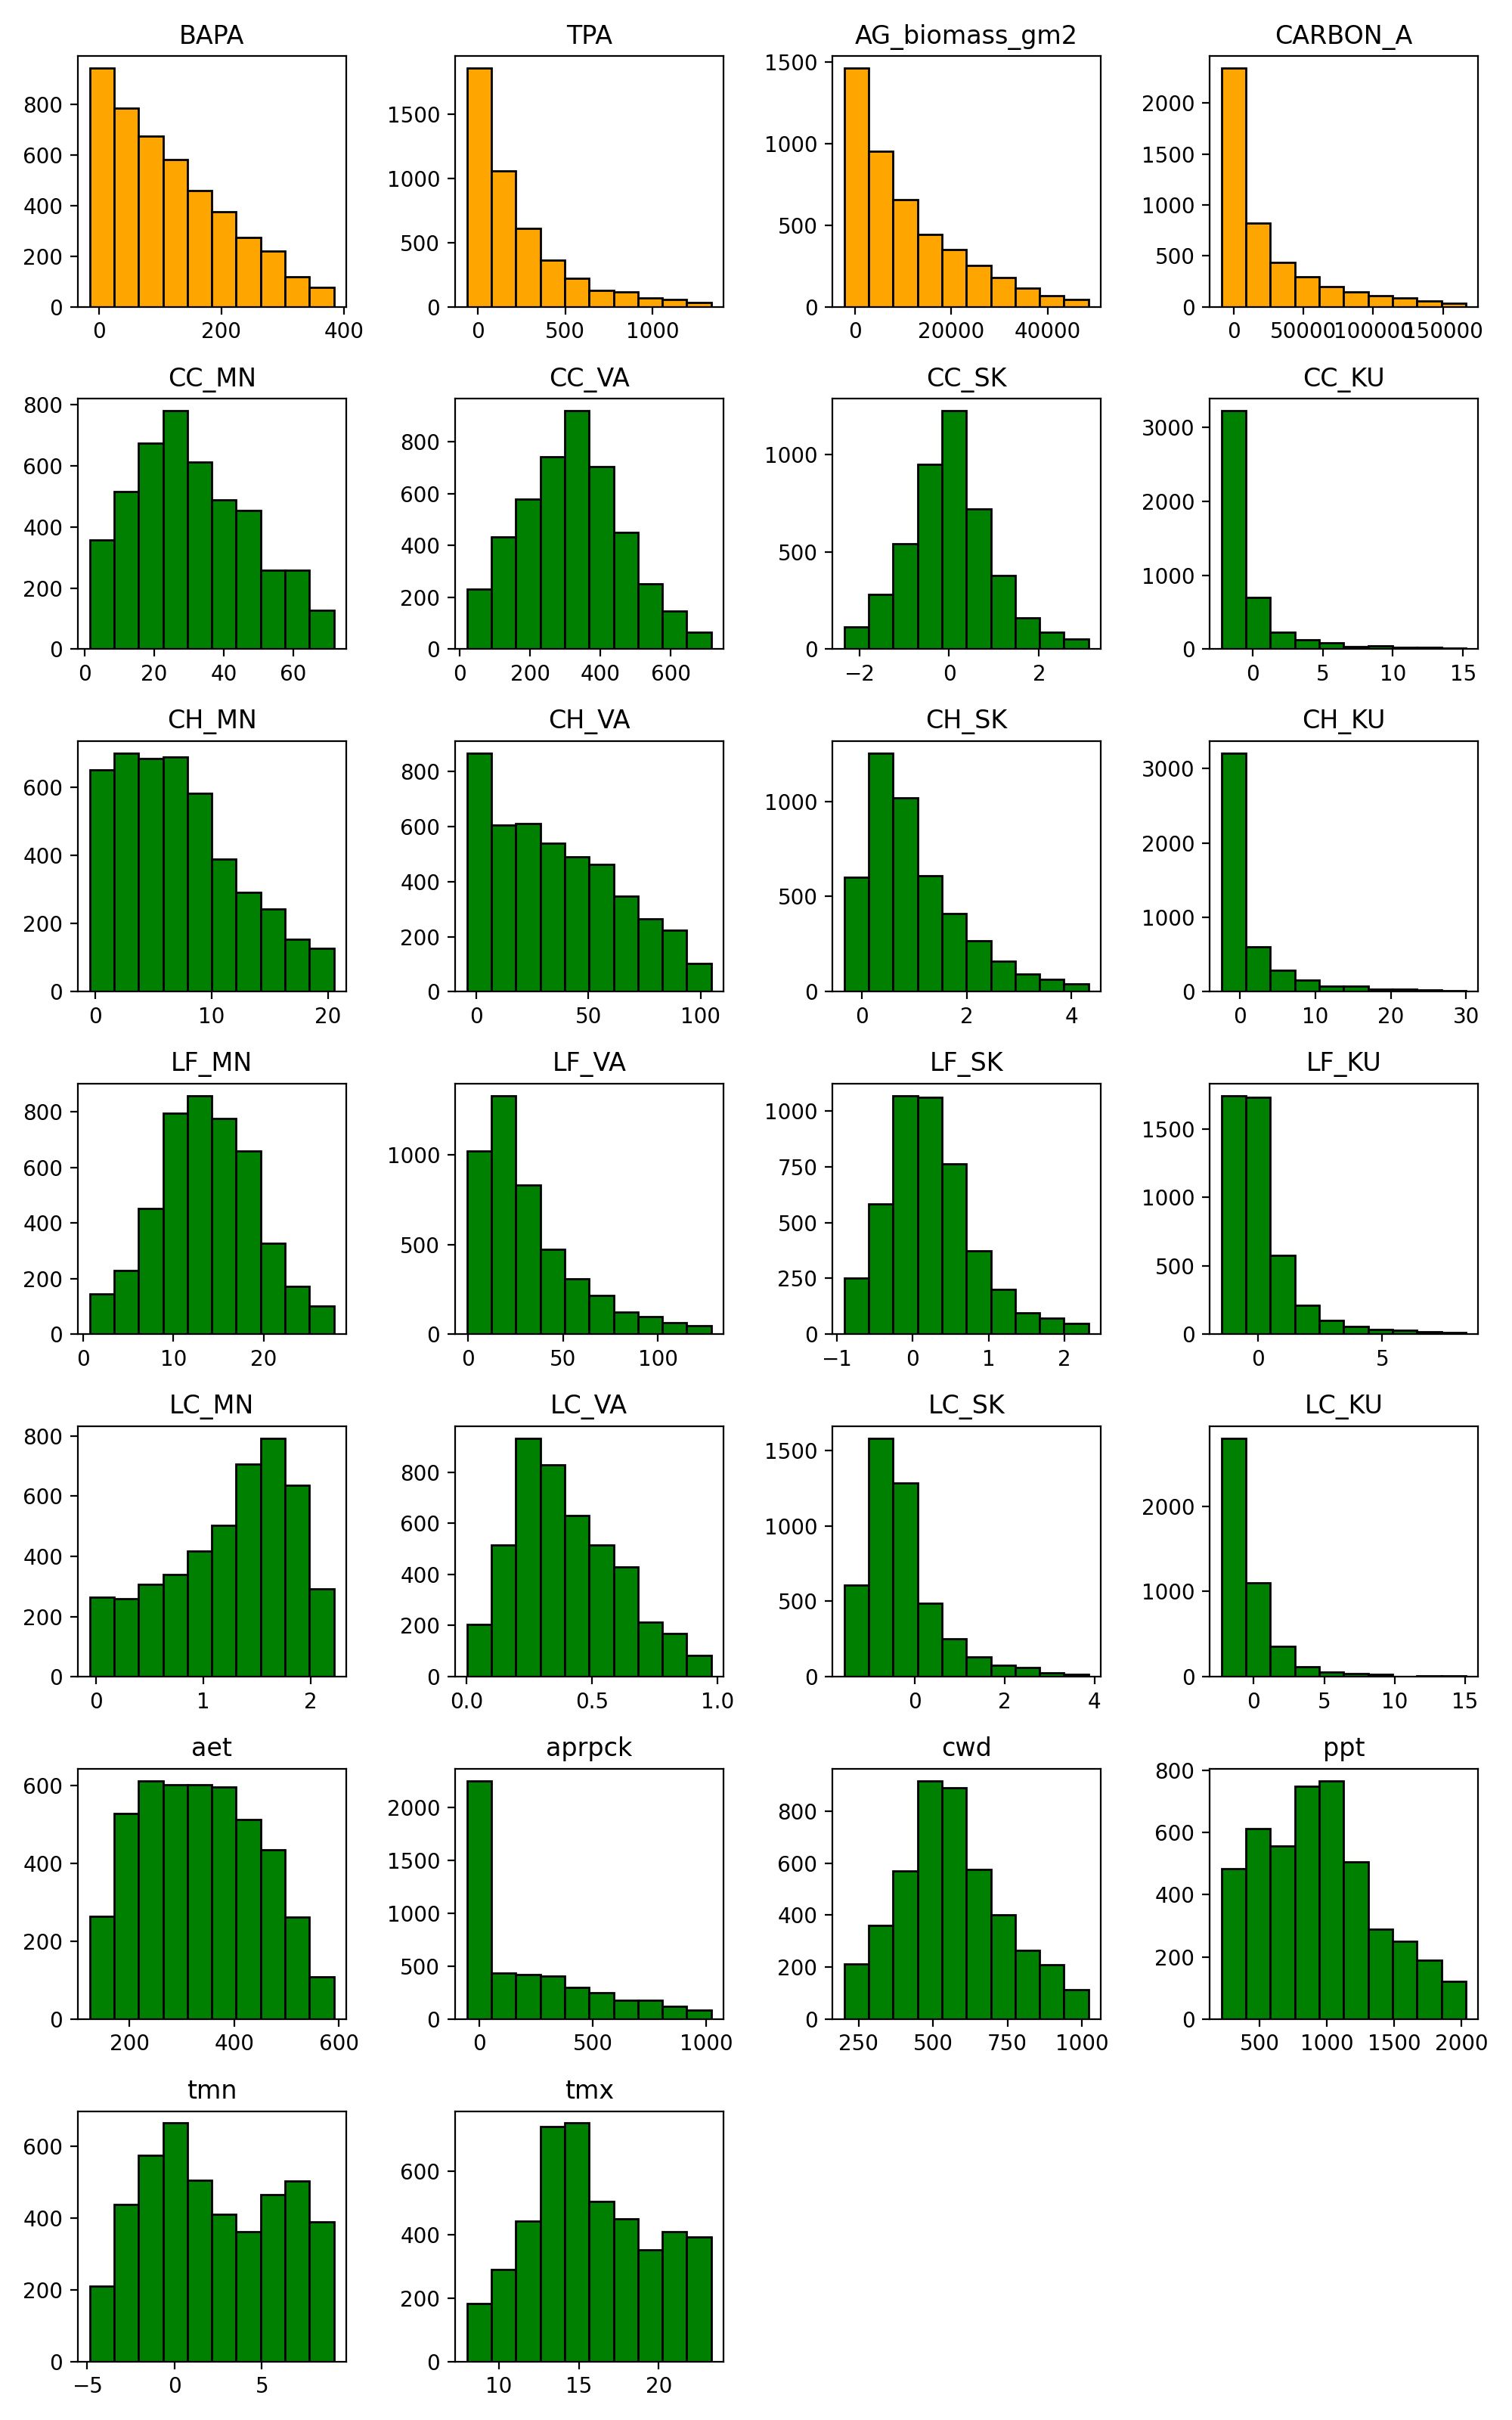 BAPA TPA AG_biomass_gm2 CARBON_A
800 600 400 200 0
1500 1000 500 0
1500 1000 500 0
2000 1500 1000 500 0
0 200 400 0 500 1000 0 20000 40000 0 50000 100000 150000
CC_MN CC_VA CC_SK CC_KU
800 600 400 200 0
800 600 400 200 0
1000 500 0
3000 2000 1000 0
0 20 40 60 0 200 400 600 −2 0 2 0 5 10 15
CH_MN CH_VA CH_SK CH_KU
600 400 200 0
800 600 400 200 0
1000 500 0
3000 2000 1000 0
0 10 20 0 50 100 0 2 4 0 10 20 30
LF_MN LF_VA LF_SK LF_KU
800 600 400 200 0
1000 500 0
1000 750 500 250 0
1500 1000 500 0
0 10 20 0 50 100 −1 0 1 2 0 5
LC_MN LC_VA LC_SK LC_KU
800 600 400 200 0
800 600 400 200 0
1500 1000 500 0
2000 1000 0
0 1 2 0.0 0.5 1.0 0 2 4 0 5 10 15
aet aprpck cwd ppt
600 400 200 0
2000 1500 1000 500 0
800 600 400 200 0
800 600 400 200 0
200 400 600 0 500 1000 250 500 750 1000 500 1000 1500 2000
tmn tmx
600 400 200 0
600 400 200 0
−5 0 5 10 15 20